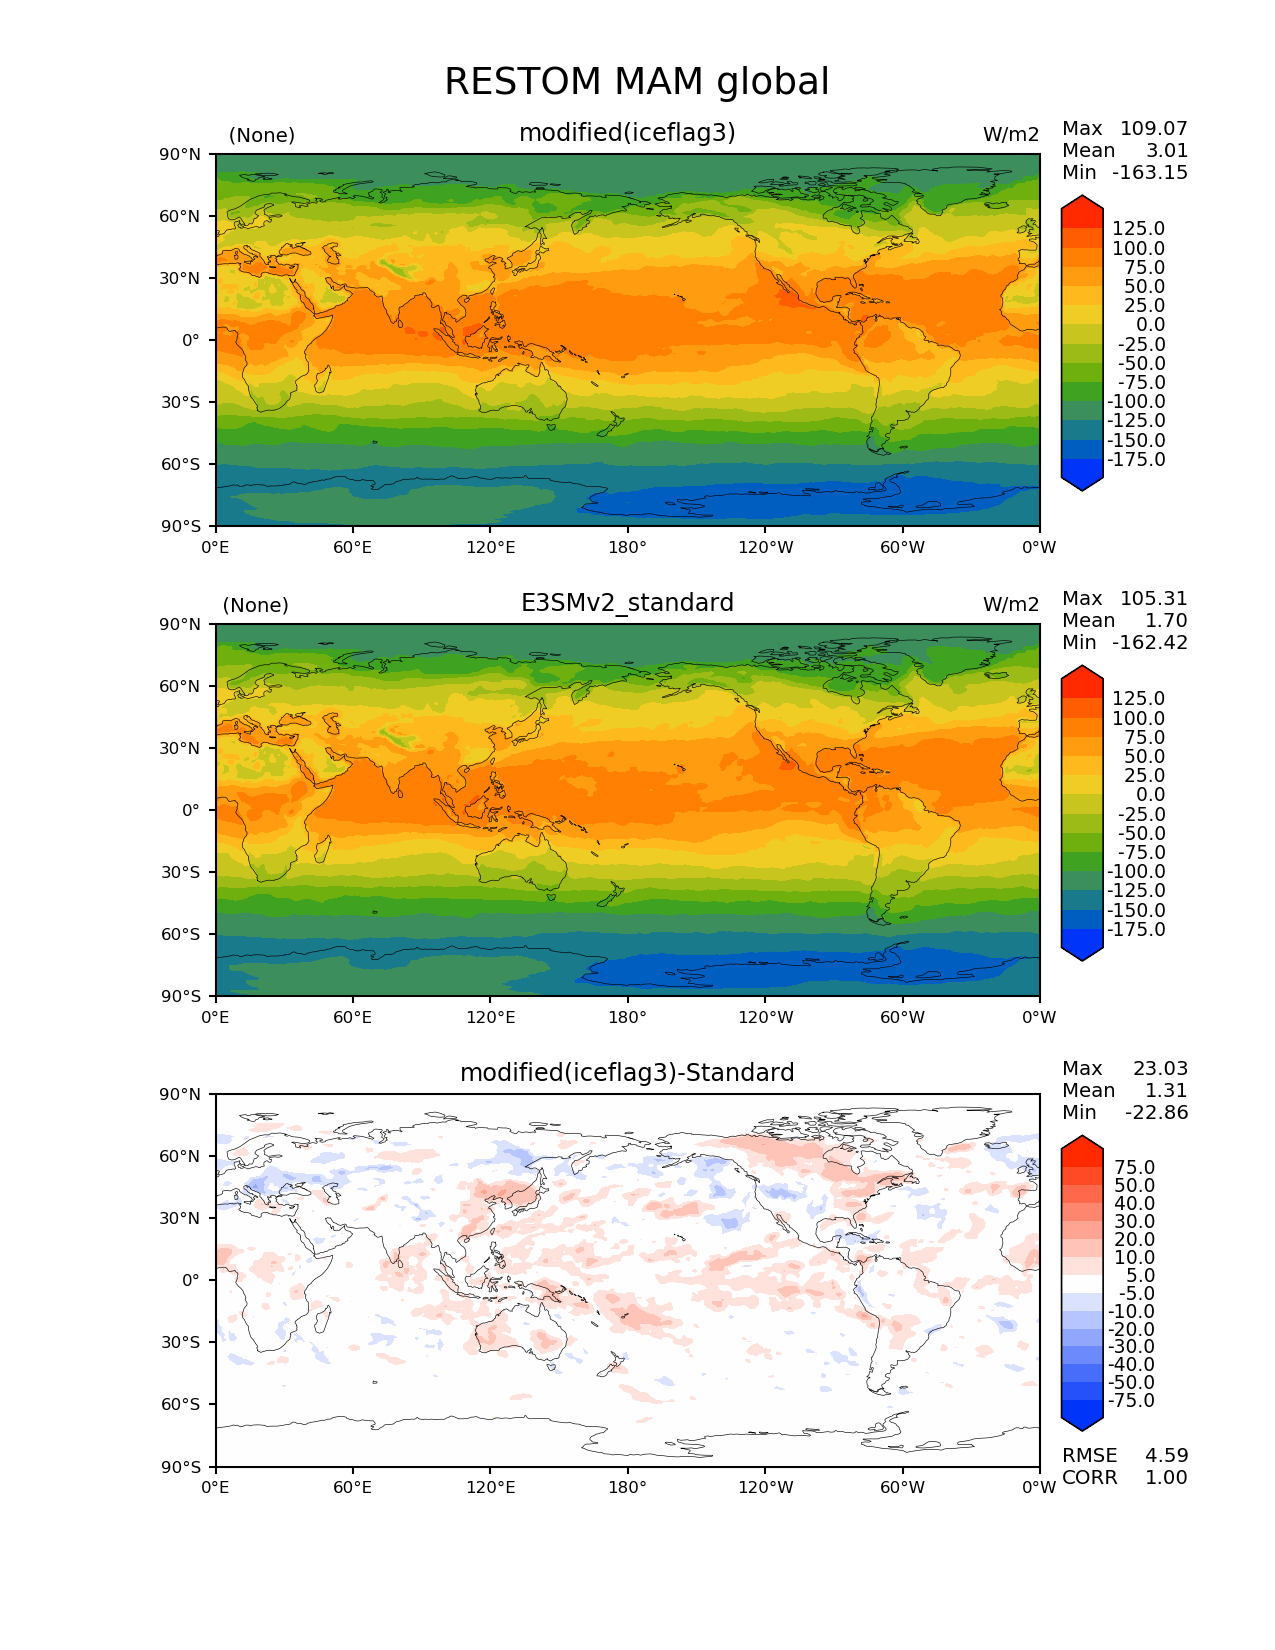 RESTOM MAM global
(None) modified(iceflag3) W/m2
Max 109.07
Mean 3.01
Min -163.15
90°N
60°N
30°N
0°
30°S
60°S
90°S
0°E 60°E 120°E 180° 120°W 60°W 0°W
125.0
100.0
75.0
50.0
25.0
0.0
-25.0
-50.0
-75.0
-100.0
-125.0
-150.0
-175.0
(None) E3SMv2_standard W/m2
Max 105.31
Mean 1.70
Min -162.42
90°N
60°N
30°N
0°
30°S
60°S
90°S
0°E 60°E 120°E 180° 120°W 60°W 0°W
125.0
100.0
75.0
50.0
25.0
0.0
-25.0
-50.0
-75.0
-100.0
-125.0
-150.0
-175.0
modified(iceflag3)-Standard
Max 23.03
Mean 1.31
Min -22.86
90°N
60°N
30°N
0°
30°S
60°S
90°S
0°E 60°E 120°E 180° 120°W 60°W 0°W
75.0
50.0
40.0
30.0
20.0
10.0
5.0
-5.0
-10.0
-20.0
-30.0
-40.0
-50.0
-75.0
RMSE 4.59
CORR 1.00